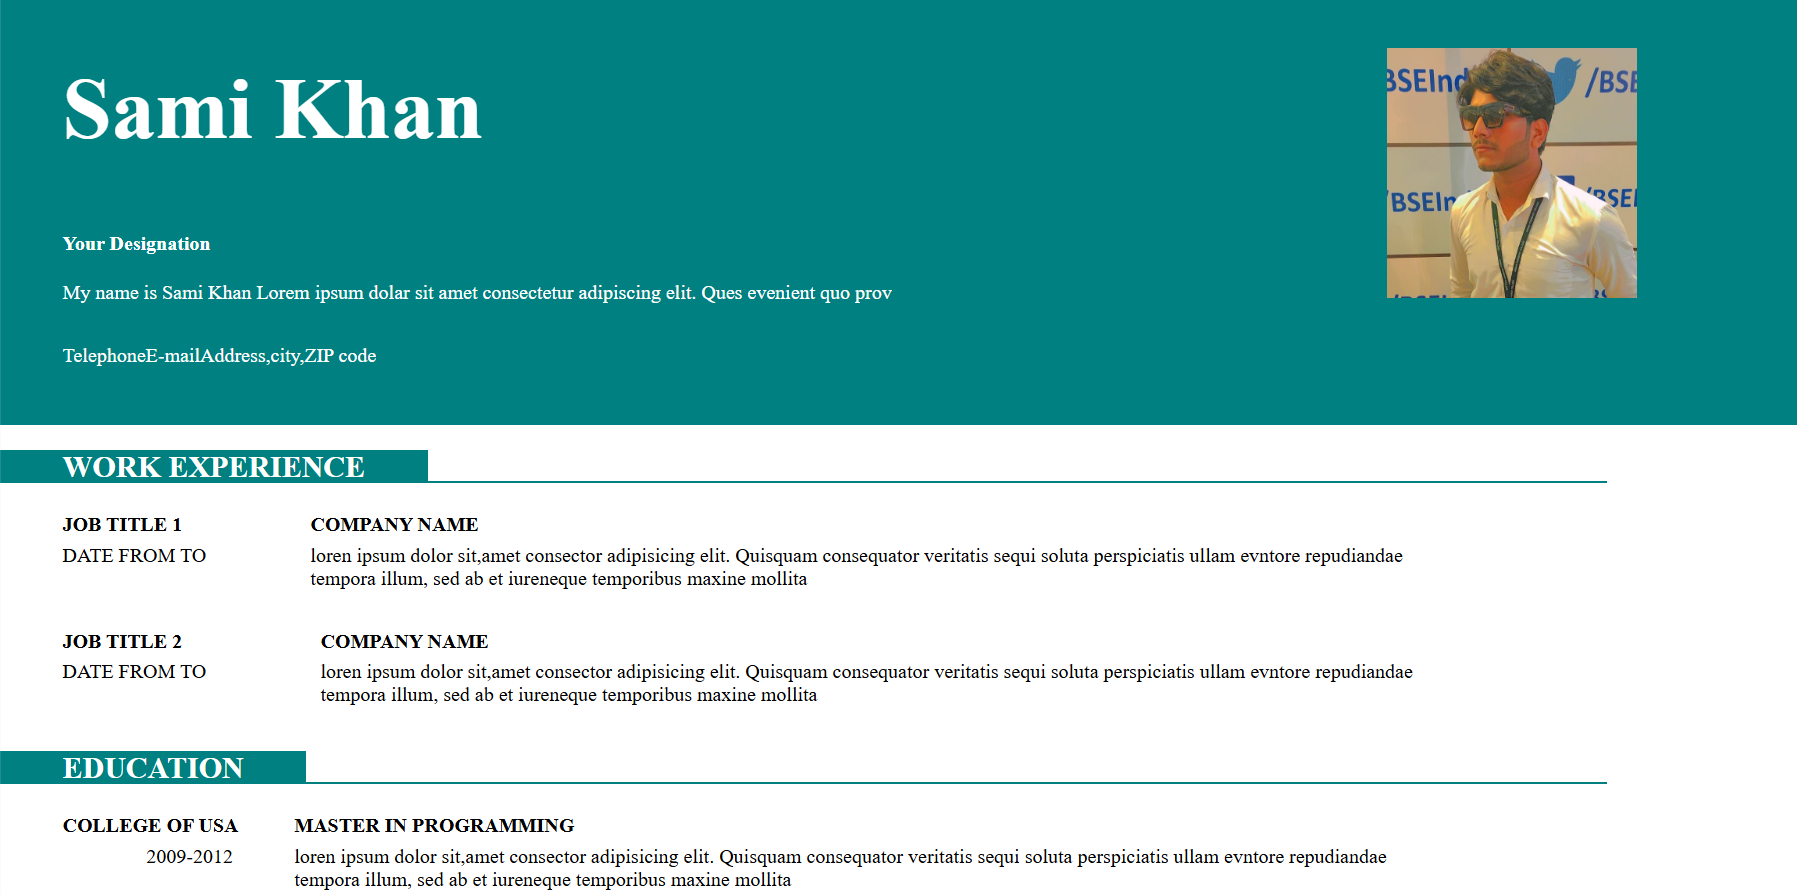 Sami Khan
BSEInd /BSE
/BSEIn /BSEI
Your Designation
My name is Sami Khan Lorem ipsum dolar sit amet consectetur adipiscing elit. Ques evenient quo prov
TelephoneE-mailAddress,city,ZIP code
WORK EXPERIENCE
JOB TITLE 1 COMPANY NAME
DATE FROM TO loren ipsum dolor sit,amet consector adipisicing elit. Quisquam consequator veritatis sequi soluta perspiciatis ullam evntore repudiandae
tempora illum, sed ab et iureneque temporibus maxine mollita
JOB TITLE 2 COMPANY NAME
DATE FROM TO loren ipsum dolor sit,amet consector adipisicing elit. Quisquam consequator veritatis sequi soluta perspiciatis ullam evntore repudiandae
tempora illum, sed ab et iureneque temporibus maxine mollita
EDUCATION
COLLEGE OF USA MASTER IN PROGRAMMING
2009-2012 loren ipsum dolor sit,amet consector adipisicing elit. Quisquam consequator veritatis sequi soluta perspiciatis ullam evntore repudiandae
tempora illum, sed ab et iureneque temporibus maxine mollita